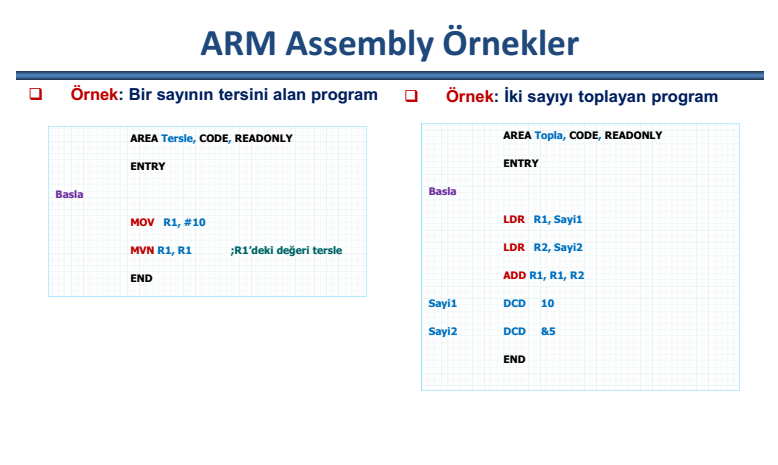 ARM Assembly Örnekler
❑ Örnek: Bir sayının tersini alan program
AREA Tersle, CODE, READONLY
ENTRY
Basla
MOV R1, #10
MVN R1, R1 ;R1’deki değeri tersle
END
❑ Örnek: İki sayıyı toplayan program
AREA Topla, CODE, READONLY
ENTRY
Basla
LDR R1, Sayi1
LDR R2, Sayi2
ADD R1, R1, R2
Sayi1 DCD 10
Sayi2 DCD &5
END